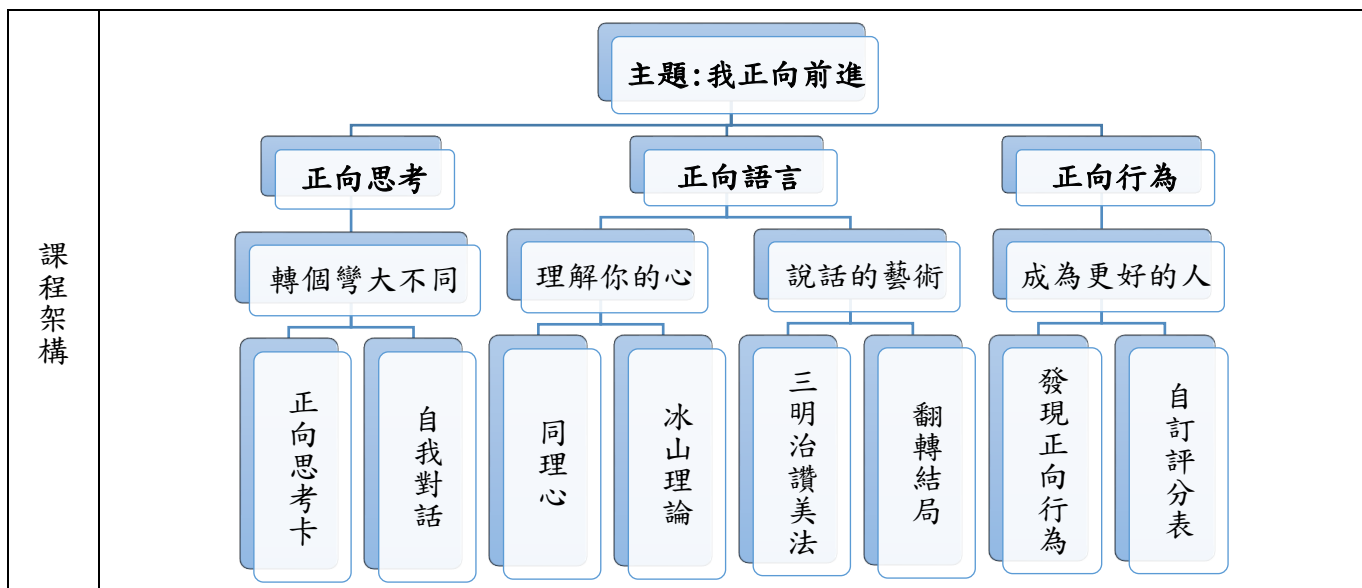 課程架構
主題:我正向前進
正向思考
正向語言
正向行為
轉個彎大不同
理解你的心
說話的藝術
成為更好的人
正向思考卡
自我對話
同理心
冰山理論
三明治讚美法
翻轉結局
發現正向行為
自訂評分表